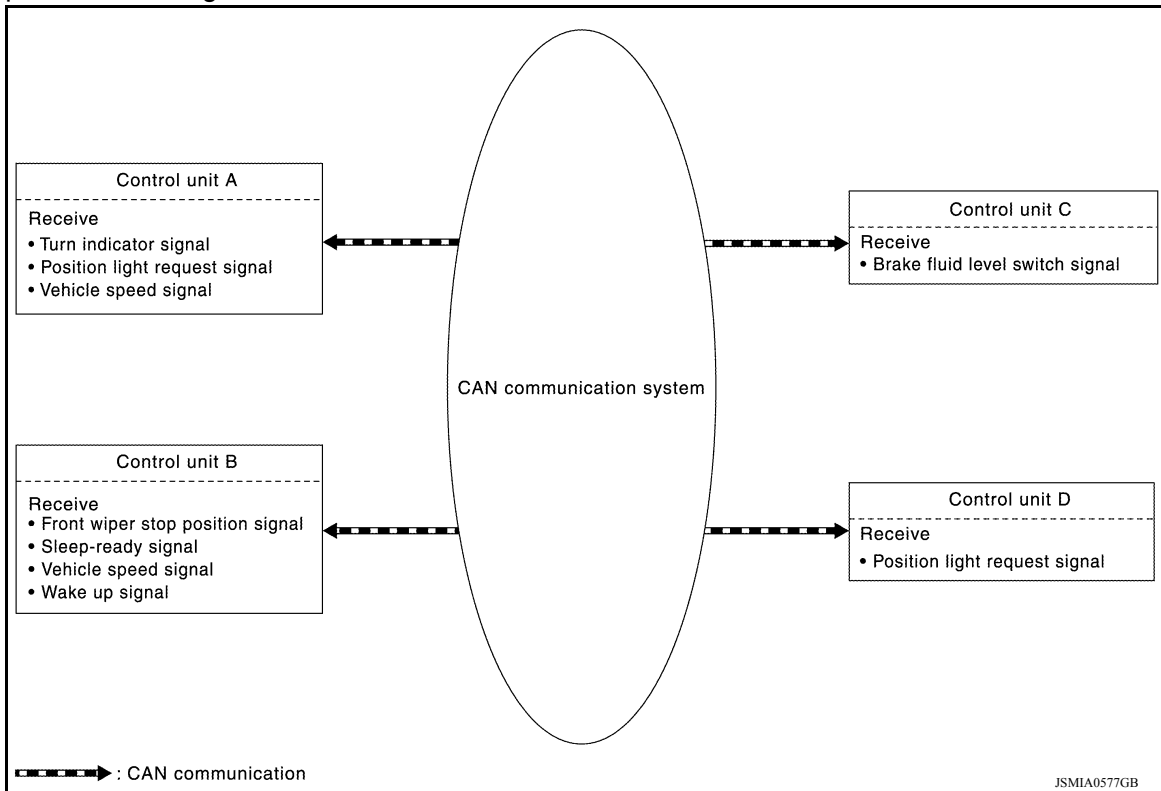 Control unit A
Receive
• Turn indicator signal
• Position light request signal
• Vehicle speed signal
Control unit B
Receive
• Front wiper stop position signal
• Sleep-ready signal
• Vehicle speed signal
• Wake up signal
CAN communication system
Control unit C
Receive
• Brake fluid level switch signal
Control unit D
Receive
• Position light request signal
: CAN communication
JSMIA0577GB